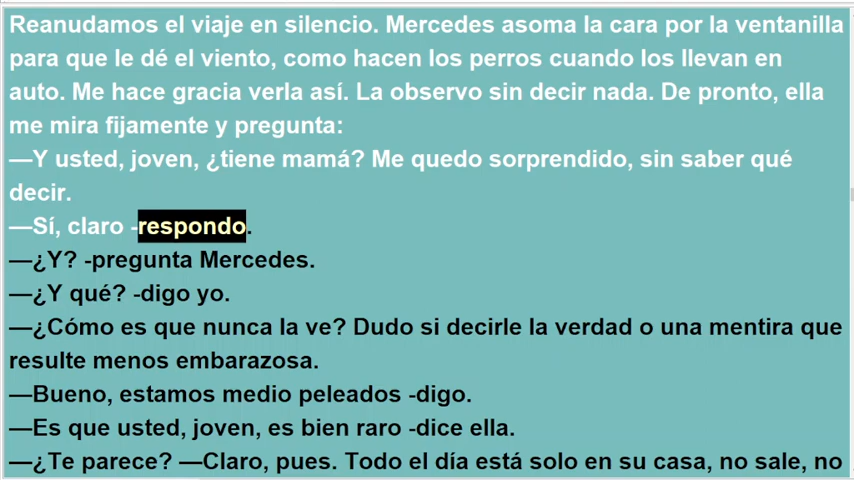 Reanudamos el viaje en silencio. Mercedes asoma la cara por la ventanilla
para que le dé el viento, como hacen los perros cuando los llevan en
auto. Me hace gracia verla así. La observo sin decir nada. De pronto, ella
me mira fijamente y pregunta:
—Y usted, joven, ¿tiene mamá? Me quedo sorprendido, sin saber qué
decir.
—Sí, claro -respondo.
—¿Y? -pregunta Mercedes.
—¿Y qué? -digo yo.
—¿Cómo es que nunca la ve? Dudo si decirle la verdad o una mentira que
resulte menos embarazosa.
—Bueno, estamos medio peleados -digo.
—Es que usted, joven, es bien raro -dice ella.
—¿Te parece? —Claro, pues. Todo el día está solo en su casa, no sale, no